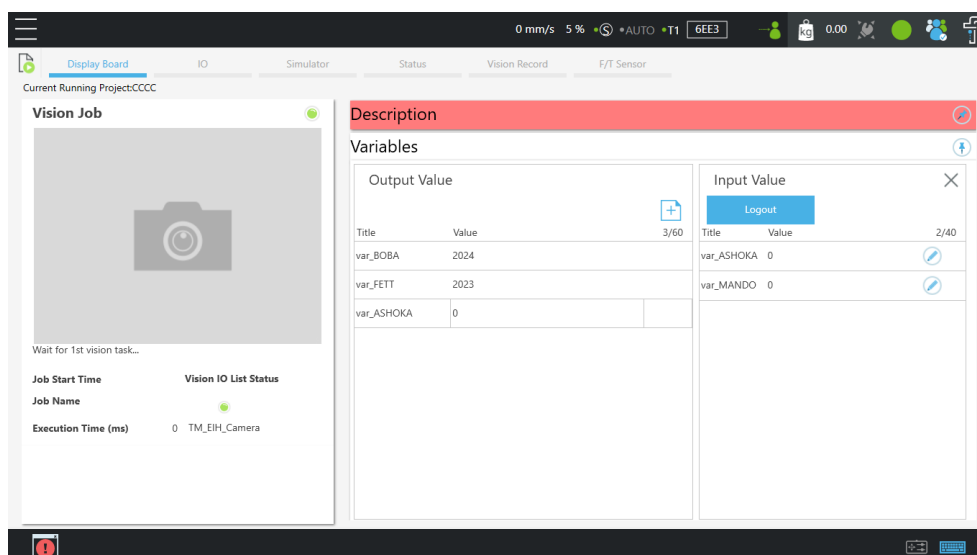 0 mm/s 5 % S AUTO T1 6EE3 kg 0.00
Display Board IO Simulator Status Vision Record F/T Sensor
Current Running Project:CCCC
Vision Job
Wait for 1st vision task...
Job Start Time Vision IO List Status
Job Name
Execution Time (ms) 0 TM_EIH_Camera
Description
Variables
Output Value
Title Value 3/60
var_BOBA 2024
var_FETT 2023
var_ASHOKA 0
Input Value
Logout
Title Value 2/40
var_ASHOKA 0
var_MANDO 0